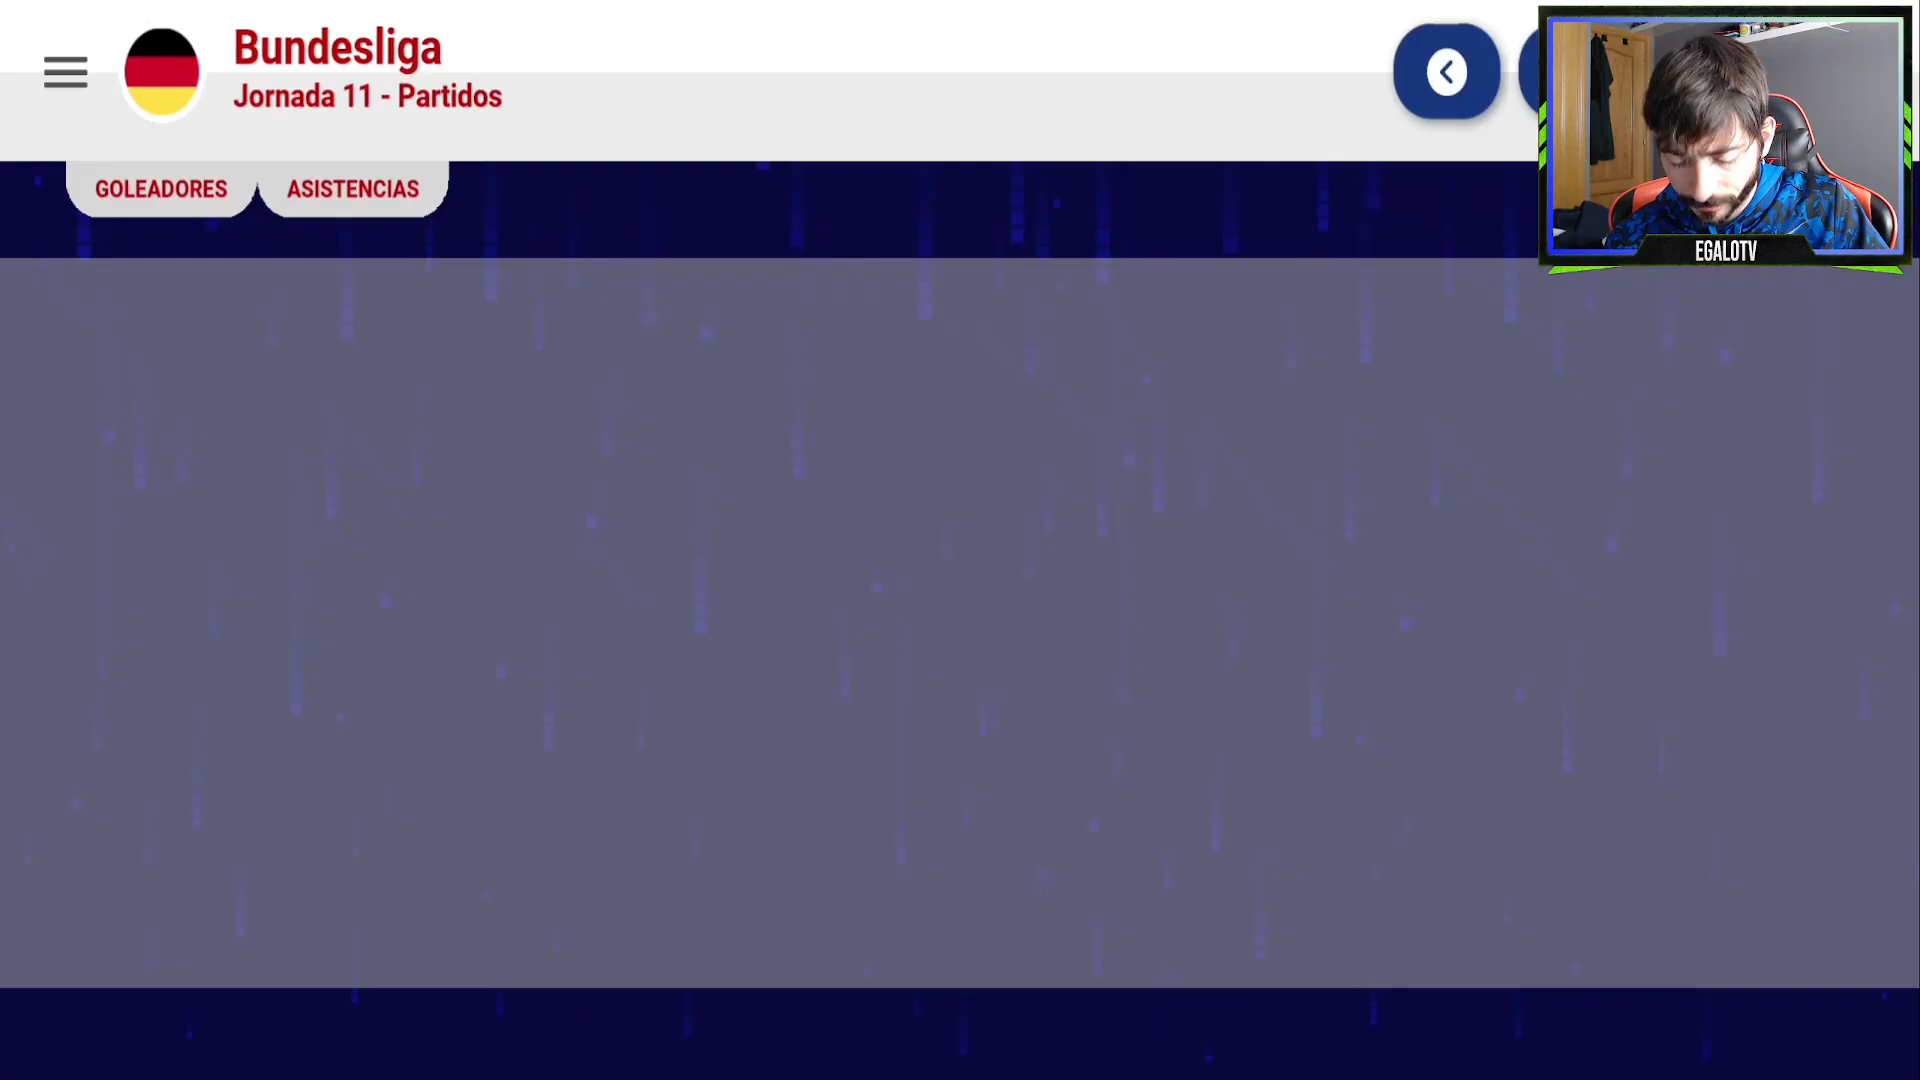 Bundesliga
Jornada 11 - Partidos
GOLEADORES
ASISTENCIAS
EGALOTV